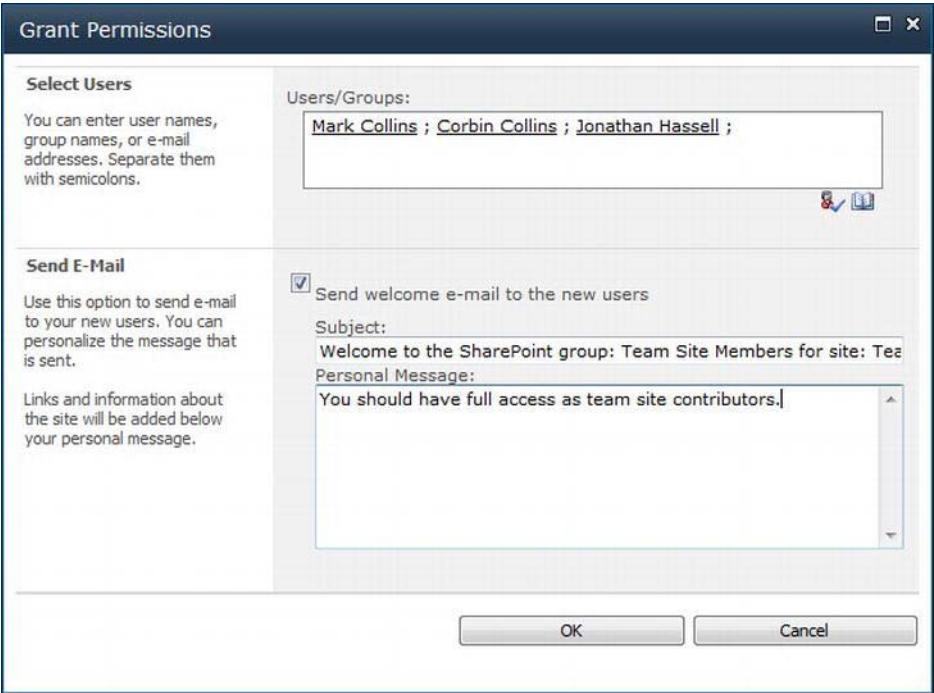 Grant Permissions
Select Users
You can enter user names,
group names, or e-mail
addresses. Separate them
with semicolons.
Users/Groups:
Mark Collins ; Corbin Collins ; Jonathan Hassell ;
Send E-Mail
Use this option to send e-mail
to your new users. You can
personalize the message that
is sent.
Links and information about
the site will be added below
your personal message.
Send welcome e-mail to the new users
Subject:
Welcome to the SharePoint group: Team Site Members for site: Tea
Personal Message:
You should have full access as team site contributors.
OK
Cancel